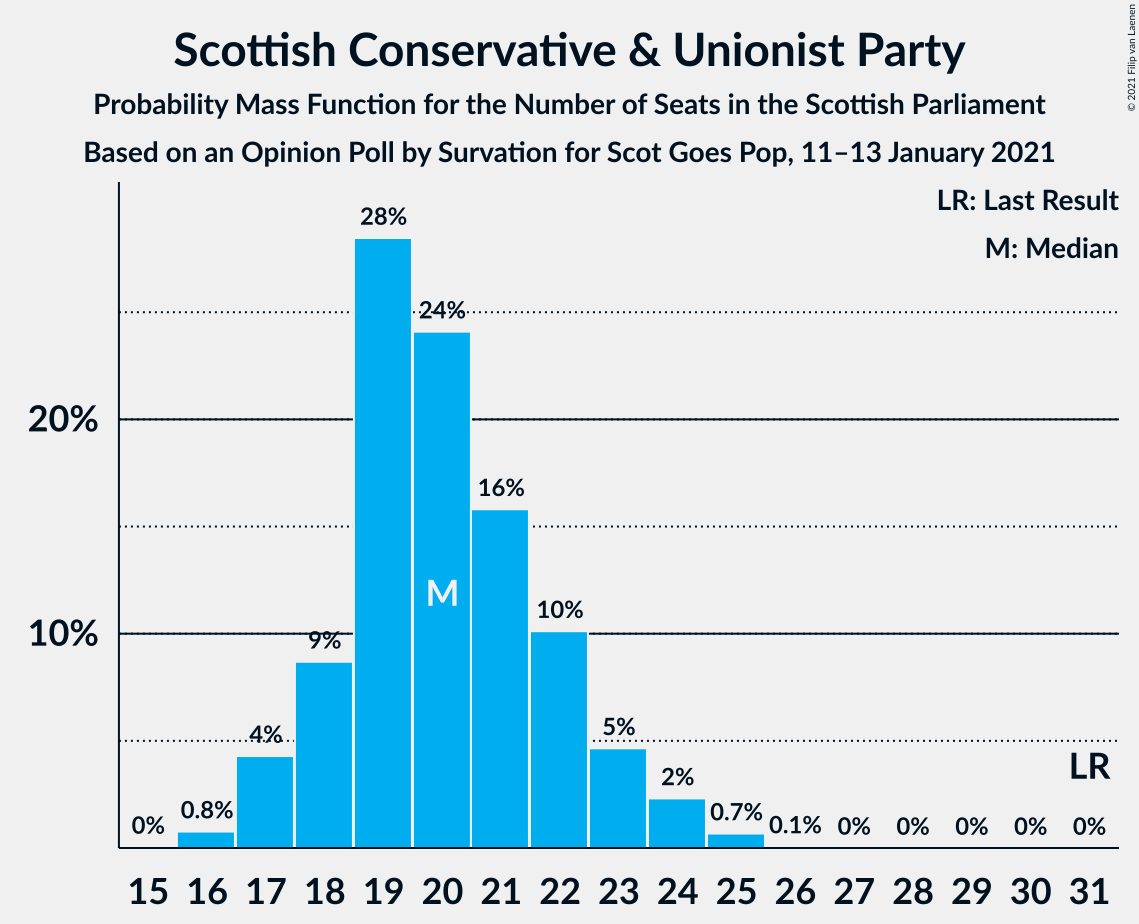 Scottish Conservative & Unionist Party
Probability Mass Function for the Number of Seats in the Scottish Parliament
Based on an Opinion Poll by Survation for Scot Goes Pop, 11–13 January 2021
© 2021 Filip van Laenen
LR: Last Result
M: Median
28%
24%
20%
16%
M
10%
10%
9%
5%
4%
LR
2%
0% 0.8% 0.7% 0.1% 0% 0% 0% 0% 0%
15 16 17 18 19 20 21 22 23 24 25 26 27 28 29 30 31